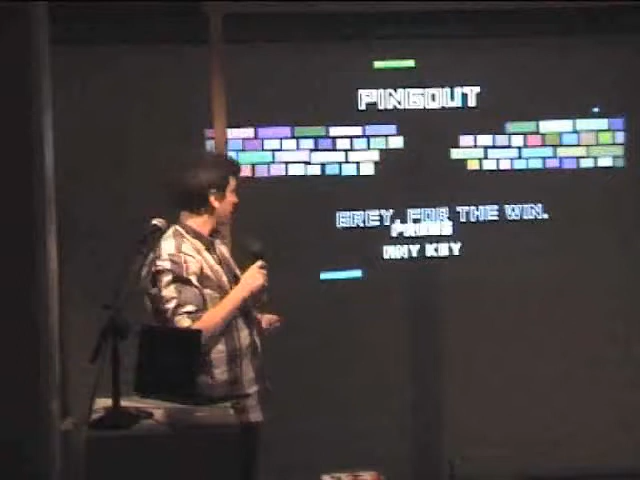 PINGOUT
GREY, FOR THE WIN.
PRESS
ANY KEY